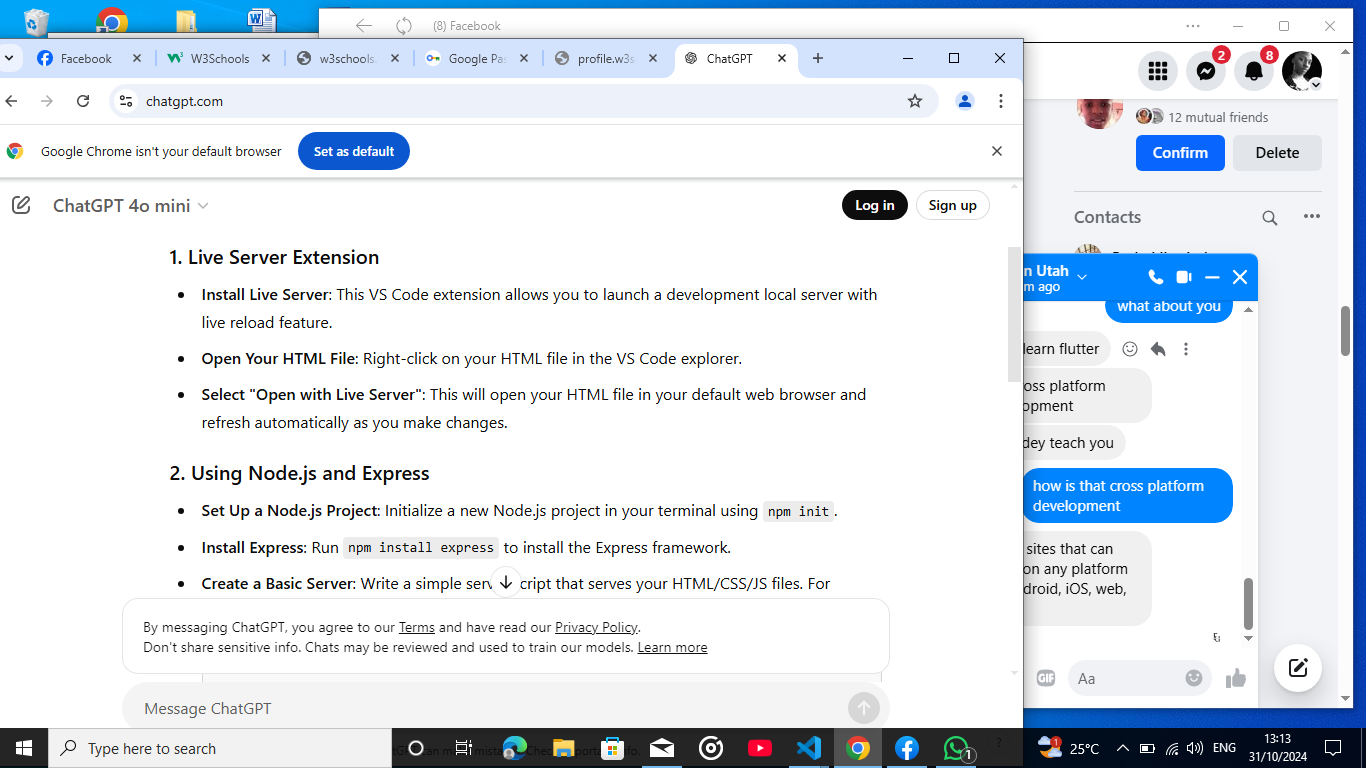 (8) Facebook
Facebook
W3Schools
w3schools.
Google Pas
profile.w3s
ChatGPT
chatgpt.com
2
8
Google Chrome isn't your default browser
Set as default
12 mutual friends
Confirm
Delete
ChatGPT 4o mini
Log in
Sign up
Contacts
1. Live Server Extension
Install Live Server: This VS Code extension allows you to launch a development local server with
live reload feature.
Open Your HTML File: Right-click on your HTML file in the VS Code explorer.
Select "Open with Live Server": This will open your HTML file in your default web browser and
refresh automatically as you make changes.
2. Using Node.js and Express
Set Up a Node.js Project: Initialize a new Node.js project in your terminal using npm init.
Install Express: Run npm install express to install the Express framework.
Create a Basic Server: Write a simple serv cript that serves your HTML/CSS/JS files. For
By messaging ChatGPT, you agree to our Terms and have read our Privacy Policy.
Don't share sensitive info. Chats may be reviewed and used to train our models. Learn more
Message ChatGPT
n Utah
m ago
what about you
learn flutter
oss platform
opment
dey teach you
how is that cross platform
development
sites that can
on any platform
droid, iOS, web,
GIF
Aa
Type here to search
1
1
25°C
ENG
13:13
31/10/2024